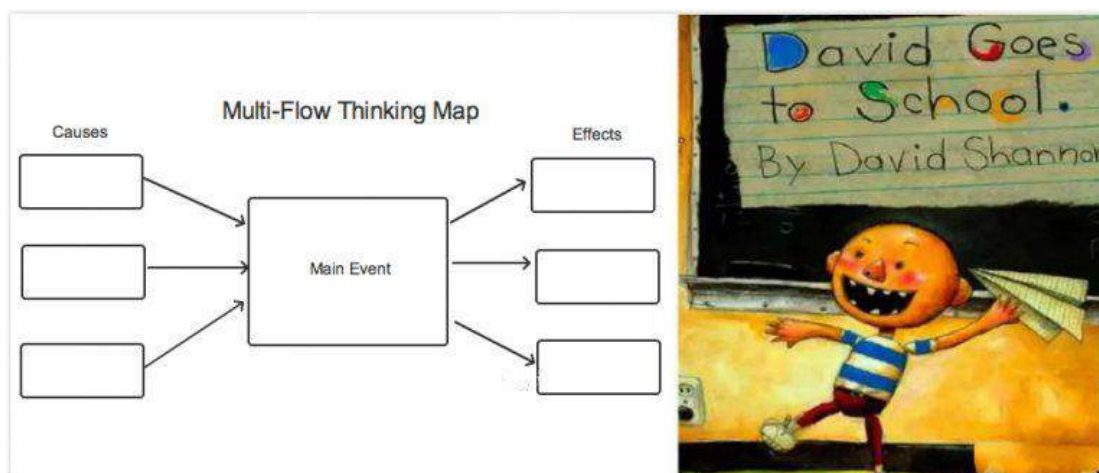 Multi-Flow Thinking Map
Causes
Effects
Main Event
David Goes
to School.
By David Shannon